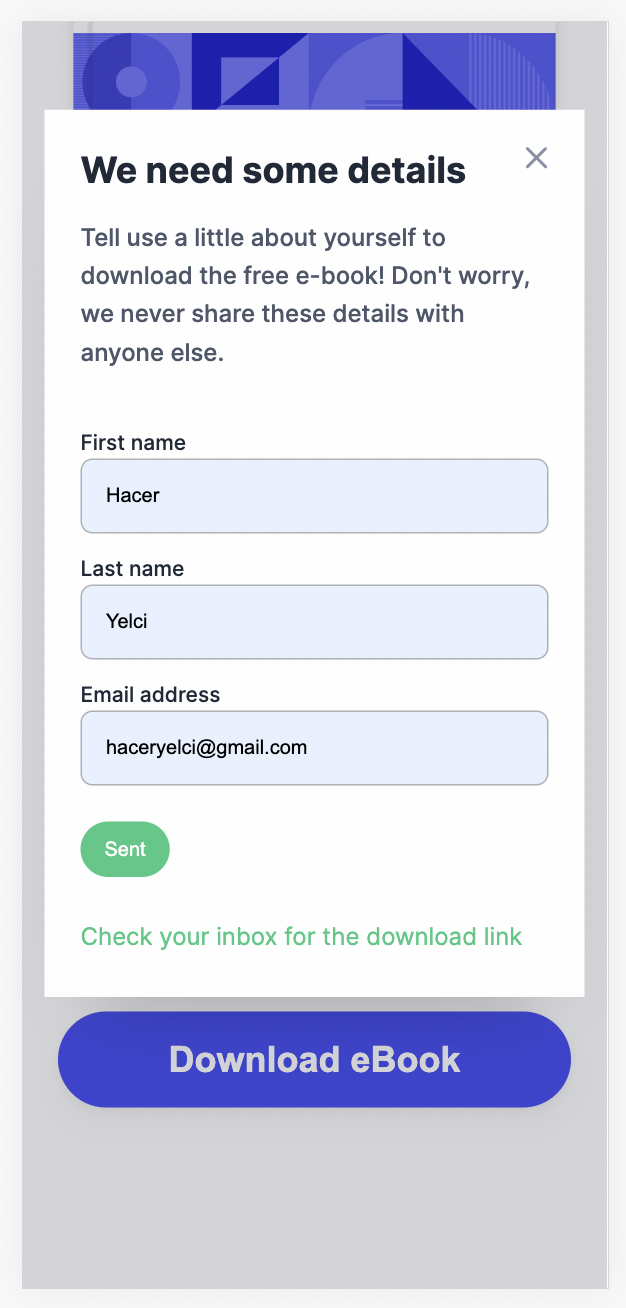 We need some details
Tell use a little about yourself to
download the free e-book! Don't worry,
we never share these details with
anyone else.
First name
Hacer
Last name
Yelci
Email address
haceryelci@gmail.com
Sent
Check your inbox for the download link
Download eBook